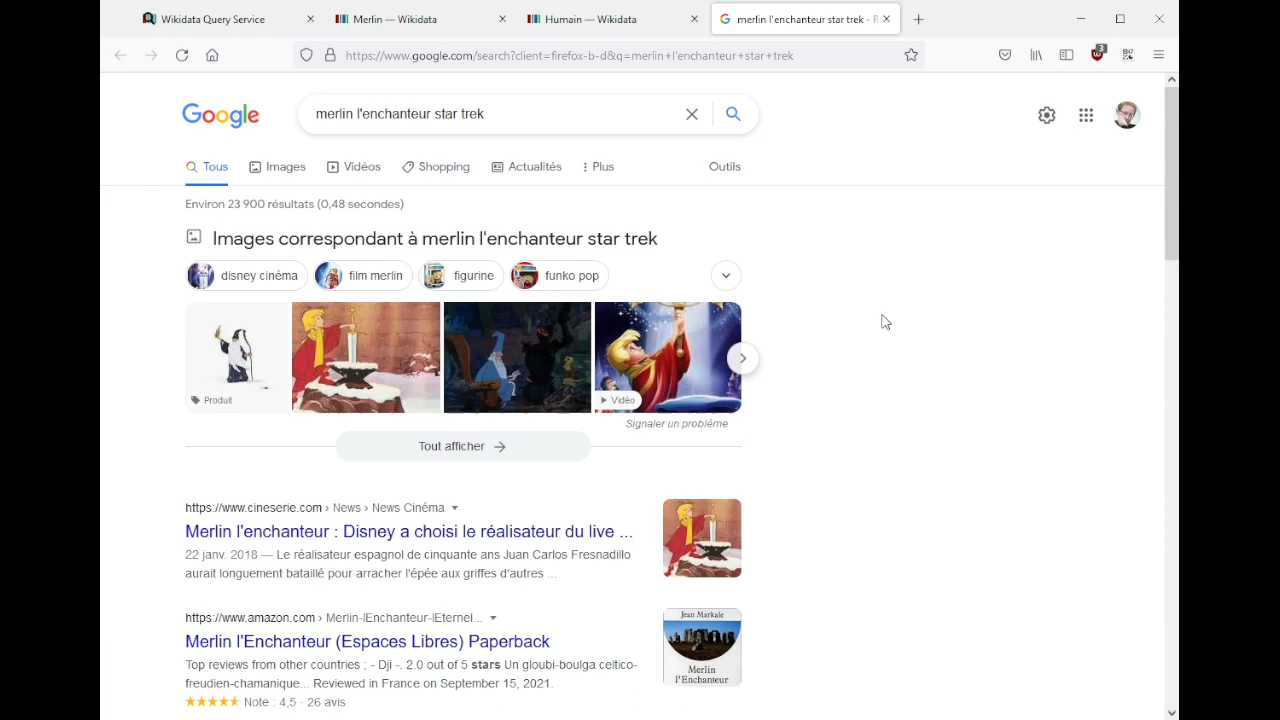 Wikidata Query Service
Merlin — Wikidata
Humain — Wikidata
merlin l'enchanteur star trek - R
3
https://www.google.com/search?client=firefox-b-d&q=merlin+l'enchanteur+star+trek
Google
merlin l'enchanteur star trek
Tous
Images
Vidéos
Shopping
Actualités
Plus
Outils
Environ 23 900 résultats (0,48 secondes)
Images correspondant à merlin l'enchanteur star trek
disney cinéma
film merlin
figurine
funko pop
Produit
Vidéo
Signaler un problème
Tout afficher
https://www.cineserie.com › News › News Cinéma
Merlin l'enchanteur : Disney a choisi le réalisateur du live ...
22 janv. 2018 — Le réalisateur espagnol de cinquante ans Juan Carlos Fresnadillo
aurait longuement bataillé pour arracher l'épée aux griffes d'autres ...
https://www.amazon.com › Merlin-lEnchanteur-lEternel...
Jean Markale
Merlin l'Enchanteur (Espaces Libres) Paperback
Top reviews from other countries ; - Dji -. 2.0 out of 5 stars Un gloubi-boulga celtico-
freudien-chamanique... Reviewed in France on September 15, 2021.
Merlin
l'Enchanteur
Note : 4,5 · 26 avis